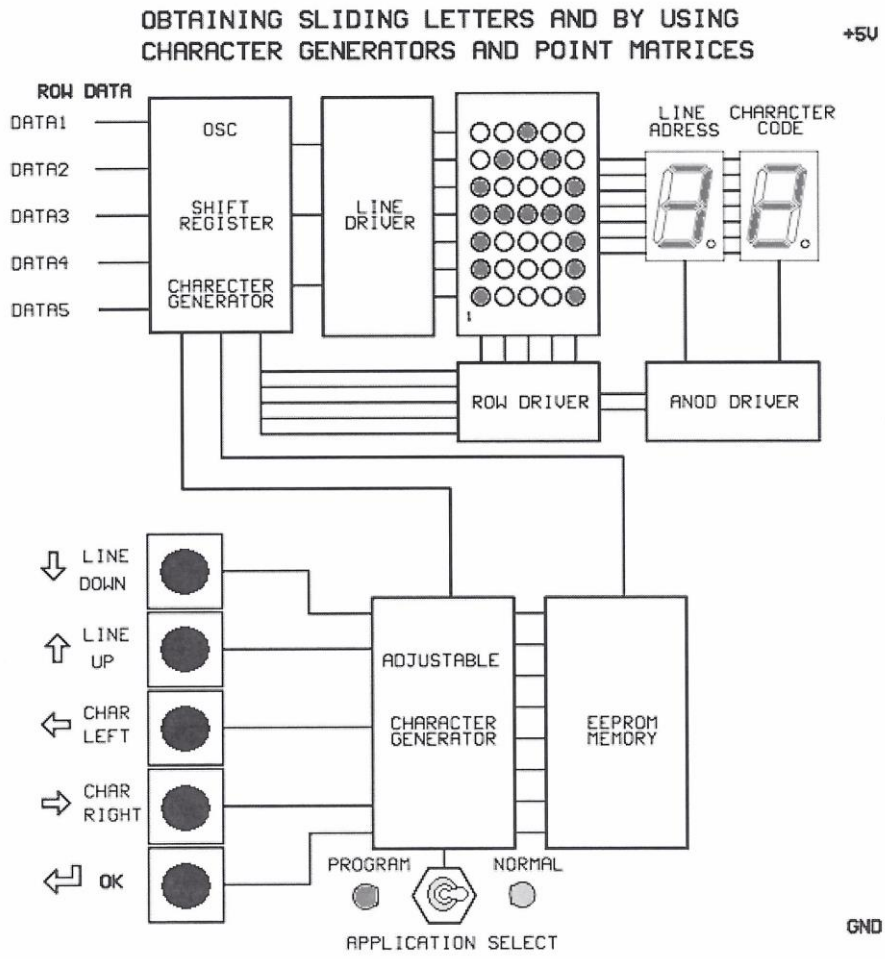 OBTAINING SLIDING LETTERS AND BY USING
CHARACTER GENERATORS AND POINT MATRICES
+5V
ROW DATA
DATA1
DATA2
DATA3
DATA4
DATA5
OSC
SHIFT
REGISTER
CHARECTER
GENERATOR
LINE
DRIVER
1
LINE
ADRESS
CHARACTER
CODE
ROW DRIVER
ANOD DRIVER
LINE
DOWN
LINE
UP
CHAR
LEFT
CHAR
RIGHT
OK
ADJUSTABLE
CHARACTER
GENERATOR
EEPROM
MEMORY
PROGRAM
NORMAL
APPLICATION SELECT
GND